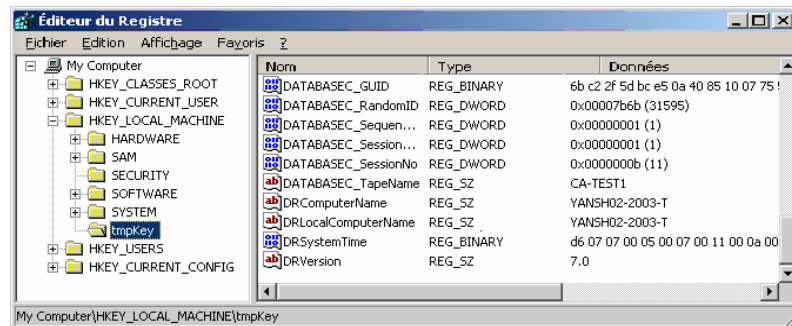 Éditeur du Registre
Fichier Edition Affichage Favoris ?
My Computer
HKEY_CLASSES_ROOT
HKEY_CURRENT_USER
HKEY_LOCAL_MACHINE
HARDWARE
SAM
SECURITY
SOFTWARE
SYSTEM
tmpKey
HKEY_USERS
HKEY_CURRENT_CONFIG
Nom Type Données
DATABASEC_GUID REG_BINARY 6b c2 2f 5d bc e5 0a 40 85 10 07 75
DATABASEC_RandomID REG_DWORD 0x00007b6b (31595)
DATABASEC_Sequen... REG_DWORD 0x00000001 (1)
DATABASEC_Session... REG_DWORD 0x00000001 (1)
DATABASEC_SessionNo REG_DWORD 0x0000000b (11)
DATABASEC_TapeName REG_SZ CA-TEST1
DRComputerName REG_SZ YANSH02-2003-T
DRLocalComputerName REG_SZ YANSH02-2003-T
DRSystemTime REG_BINARY d6 07 07 00 05 00 07 00 11 00 0a 00
DRVersion REG_SZ 7.0
My Computer\HKEY_LOCAL_MACHINE\tmpKey